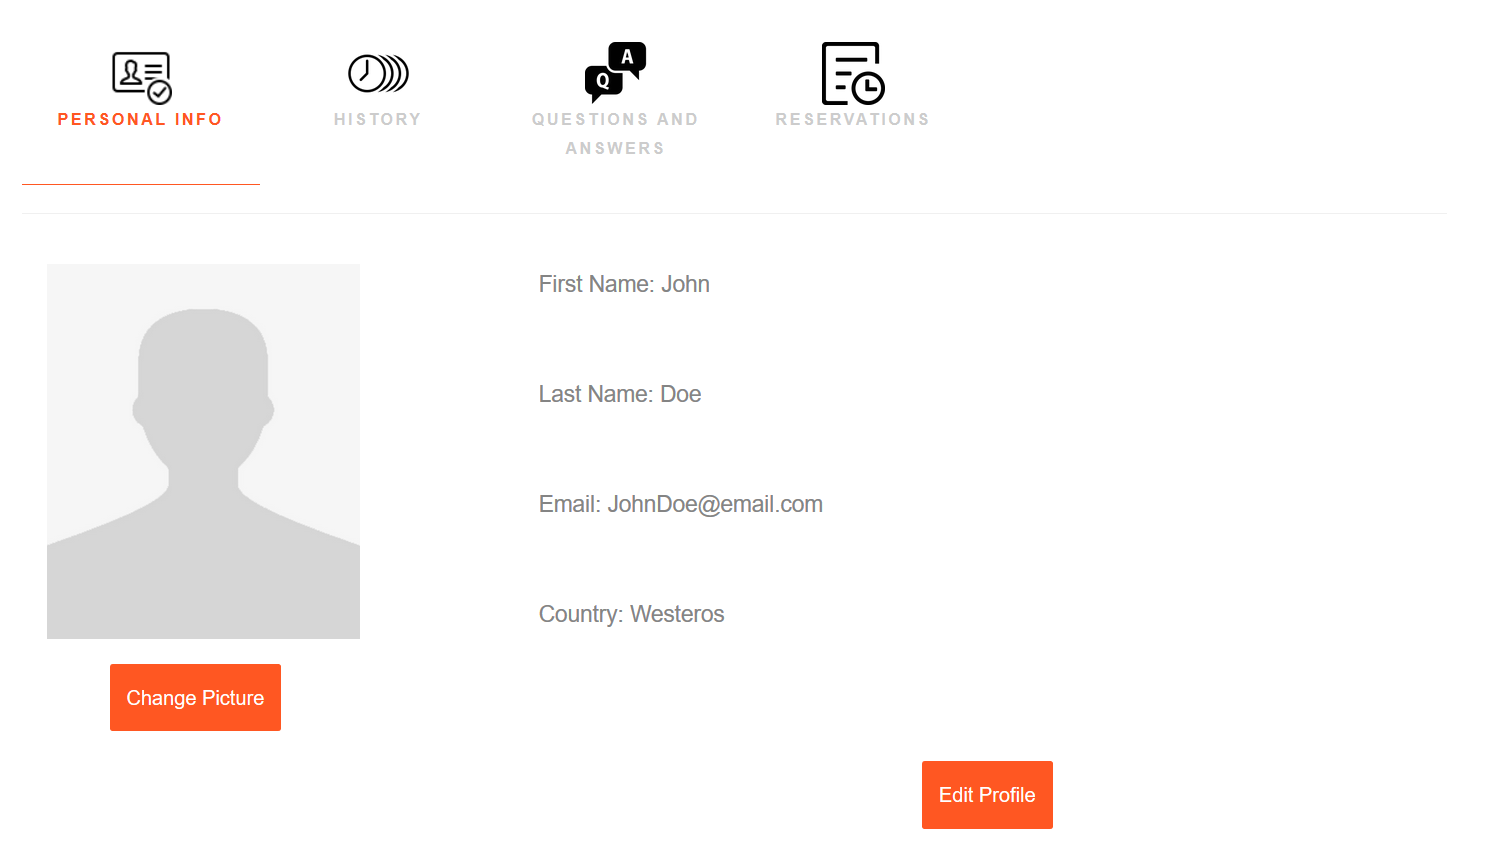 PERSONAL INFO
HISTORY
A
Q
QUESTIONS AND
ANSWERS
RESERVATIONS
First Name: John
Last Name: Doe
Email: JohnDoe@email.com
Country: Westeros
Change Picture
Edit Profile